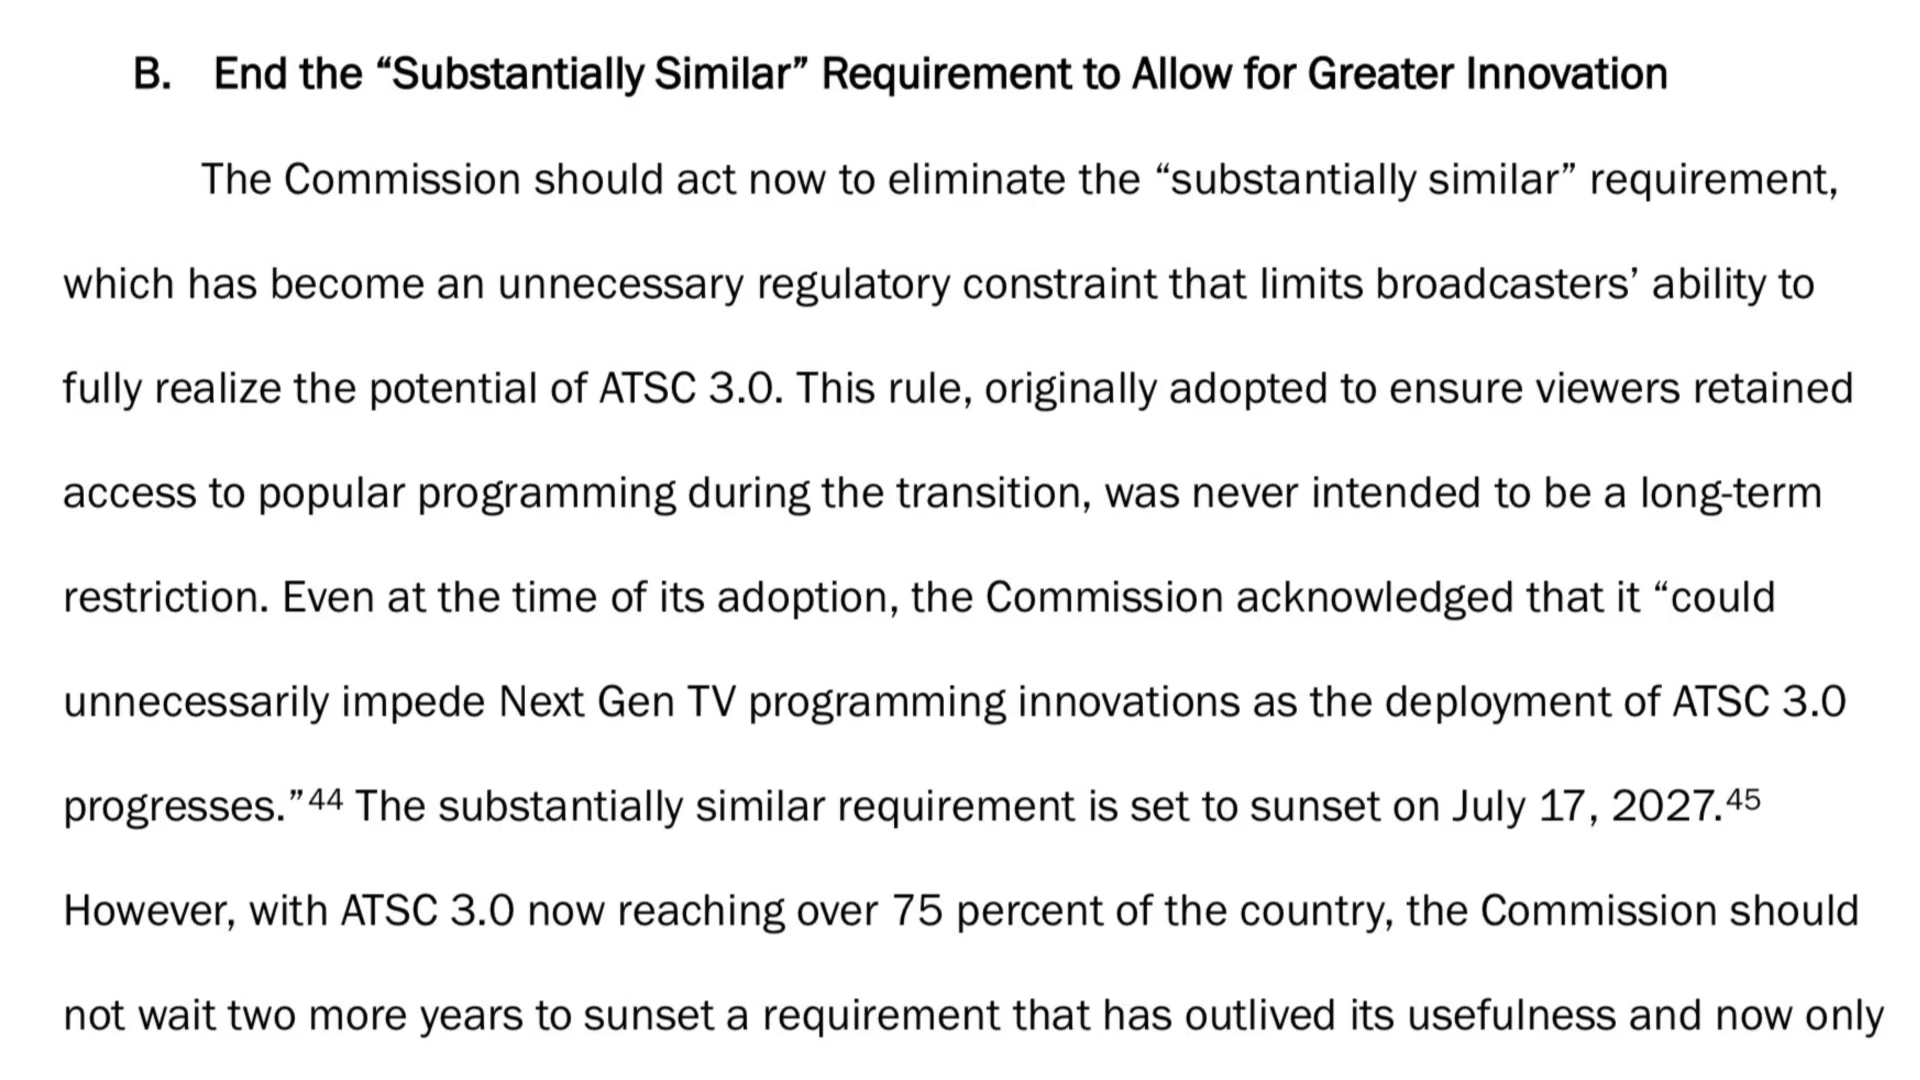 B. End the “Substantially Similar” Requirement to Allow for Greater Innovation
The Commission should act now to eliminate the “substantially similar” requirement,
which has become an unnecessary regulatory constraint that limits broadcasters’ ability to
fully realize the potential of ATSC 3.0. This rule, originally adopted to ensure viewers retained
access to popular programming during the transition, was never intended to be a long-term
restriction. Even at the time of its adoption, the Commission acknowledged that it “could
unnecessarily impede Next Gen TV programming innovations as the deployment of ATSC 3.0
progresses.”44 The substantially similar requirement is set to sunset on July 17, 2027.45
However, with ATSC 3.0 now reaching over 75 percent of the country, the Commission should
not wait two more years to sunset a requirement that has outlived its usefulness and now only